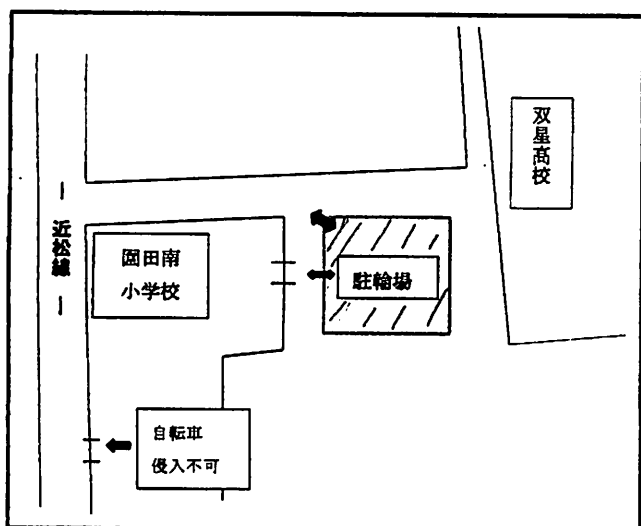 双星高校
― 近松線 ―
園田南
小学校
駐輪場
自転車
侵入不可